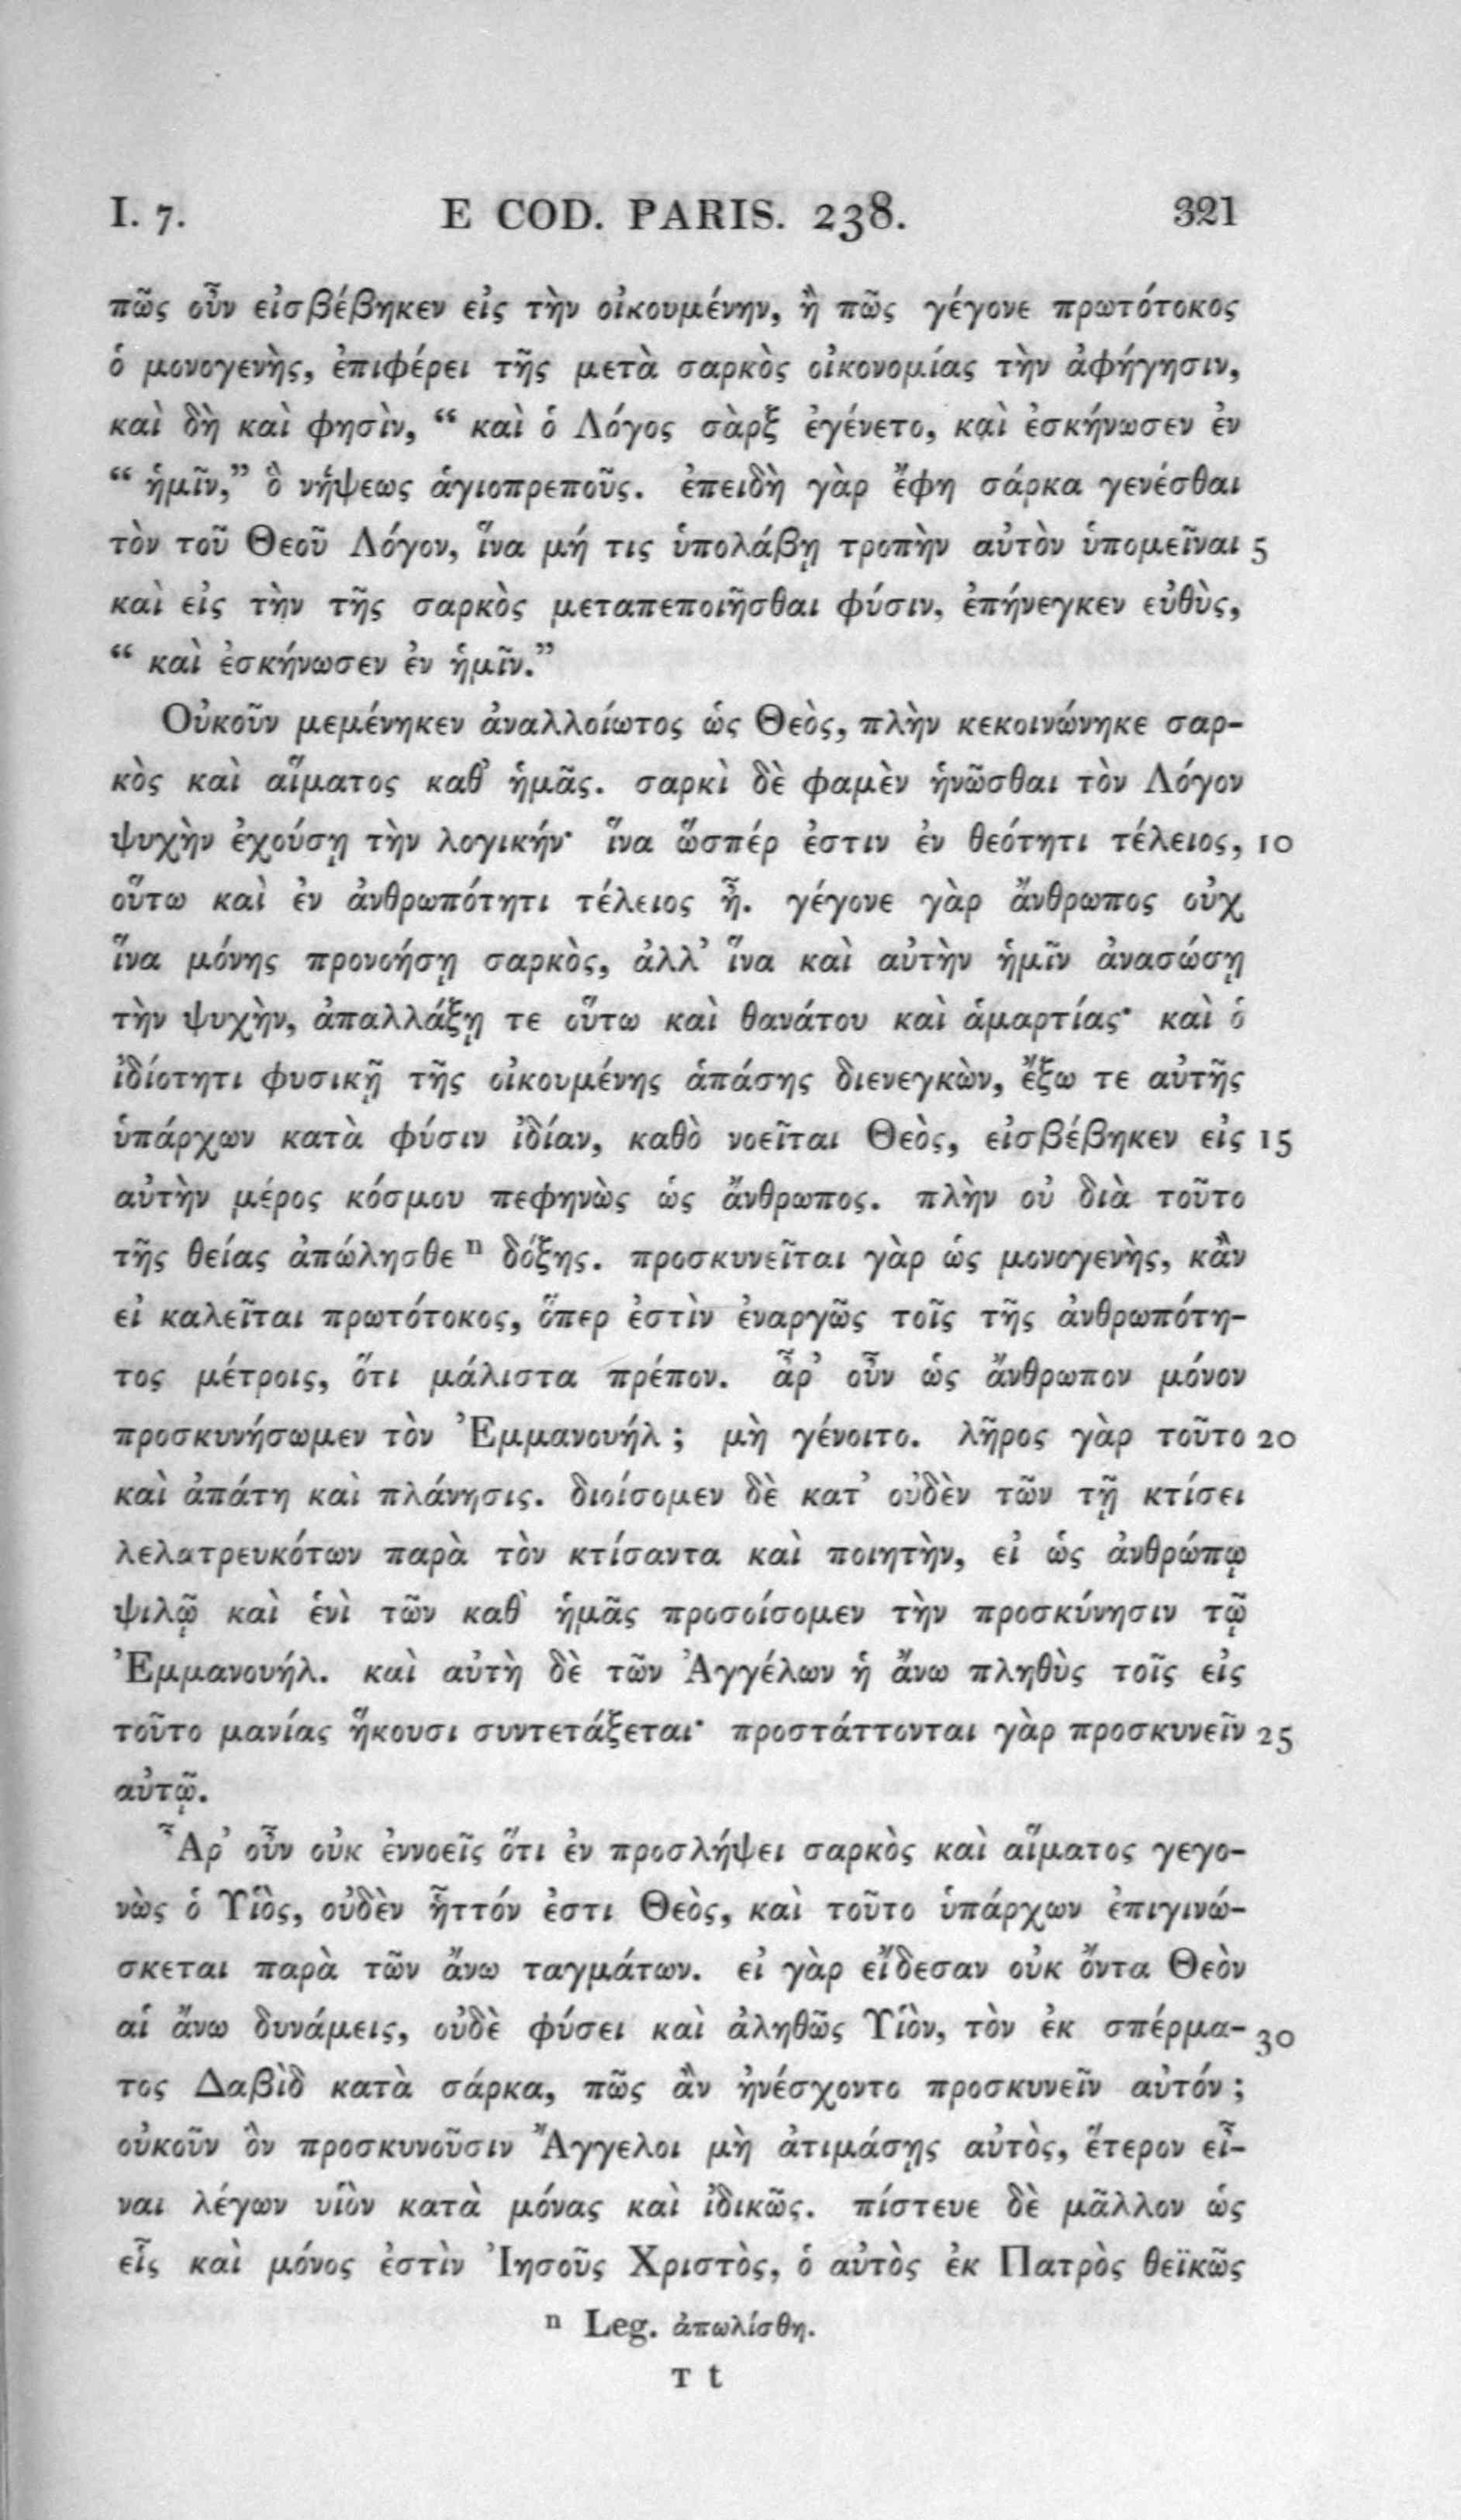 I. 7. E COD. PARIS. 238. 321
πῶς οὖν εἰσβέβηκεν εἰς τὴν οἰκουμένην, ἢ πῶς γέγονε πρωτότοκος
ὁ μονογενὴς, ἐπιφέρει τῆς μετὰ σαρκὸς οἰκονομίας τὴν ἀφήγησιν,
καὶ δὴ καὶ φησὶν, “ καὶ ὁ Λόγος σὰρξ ἐγένετο, καὶ ἐσκήνωσεν ἐν
“ ἡμῖν,” ὃ νήψεως ἁγιοπρεποῦς. ἐπειδὴ γὰρ ἔφη σάρκα γενέσθαι
τὸν τοῦ Θεοῦ Λόγον, ἵνα μή τις ὑπολάβῃ τροπὴν αὐτὸν ὑπομεῖναι 5
καὶ εἰς τὴν τῆς σαρκὸς μεταπεποιῆσθαι φύσιν, ἐπήνεγκεν εὐθὺς,
“ καὶ ἐσκήνωσεν ἐν ἡμῖν.”
Οὐκοῦν μεμένηκεν ἀναλλοίωτος ὡς Θεὸς, πλὴν κεκοινώνηκε σαρ-
κὸς καὶ αἵματος καθ’ ἡμᾶς. σαρκὶ δὲ φαμὲν ἡνῶσθαι τὸν Λόγον
ψυχὴν ἐχούσῃ τὴν λογικήν· ἵνα ὥσπέρ ἐστιν ἐν θεότητι τέλειος, 10
οὕτω καὶ ἐν ἀνθρωπότητι τέλειος ᾖ. γέγονε γὰρ ἄνθρωπος οὐχ
ἵνα μόνης προνοήσῃ σαρκὸς, ἀλλ’ ἵνα καὶ αὐτὴν ἡμῖν ἀνασώσῃ
τὴν ψυχὴν, ἀπαλλάξῃ τε οὕτω καὶ θανάτου καὶ ἁμαρτίας· καὶ ὁ
ἰδίοτητι φυσικῇ τῆς οἰκουμένης ἁπάσης διενεγκὼν, ἔξω τε αὐτῆς
ὑπάρχων κατὰ φύσιν ἰδίαν, καθὸ νοεῖται Θεὸς, εἰσβέβηκεν εἰς 15
αὐτὴν μέρος κόσμου πεφηνὼς ὡς ἄνθρωπος. πλὴν οὐ διὰ τοῦτο
τῆς θείας ἀπώλησθε n δόξης. προσκυνεῖται γὰρ ὡς μονογενὴς, κἂν
εἰ καλεῖται πρωτότοκος, ὅπερ ἐστὶν ἐναργῶς τοῖς τῆς ἀνθρωπότη-
τος μέτροις, ὅτι μάλιστα πρέπον. ἆρ’ οὖν ὡς ἄνθρωπον μόνον
προσκυνήσωμεν τὸν Ἐμμανουήλ ; μὴ γένοιτο. λῆρος γὰρ τοῦτο 20
καὶ ἀπάτη καὶ πλάνησις. διοίσομεν δὲ κατ’ οὐδὲν τῶν τῇ κτίσει
λελατρευκότων παρὰ τὸν κτίσαντα καὶ ποιητὴν, εἰ ὡς ἀνθρώπῳ
ψιλῷ καὶ ἑνὶ τῶν καθ’ ἡμᾶς προσοίσομεν τὴν προσκύνησιν τῷ
Ἐμμανουήλ. καὶ αὐτὴ δὲ τῶν Ἀγγέλων ἡ ἄνω πληθὺς τοῖς εἰς
τοῦτο μανίας ἥκουσι συντετάξεται· προστάττονται γὰρ προσκυνεῖν 25
αὐτῷ.
Ἆρ’ οὖν οὐκ ἐννοεῖς ὅτι ἐν προσλήψει σαρκὸς καὶ αἵματος γεγο-
νὼς ὁ Υἱὸς, οὐδὲν ἧττόν ἐστι Θεὸς, καὶ τοῦτο ὑπάρχων ἐπιγινώ-
σκεται παρὰ τῶν ἄνω ταγμάτων. εἰ γὰρ εἴδεσαν οὐκ ὄντα Θεὸν
αἱ ἄνω δυνάμεις, οὐδὲ φύσει καὶ ἀληθῶς Υἱὸν, τὸν ἐκ σπέρμα- 30
τος Δαβὶδ κατὰ σάρκα, πῶς ἂν ἠνέσχοντο προσκυνεῖν αὐτόν ;
οὐκοῦν ὃν προσκυνοῦσιν Ἄγγελοι μὴ ἀτιμάσῃς αὐτὸς, ἕτερον εἶ-
ναι λέγων υἱὸν κατὰ μόνας καὶ ἰδικῶς. πίστευε δὲ μᾶλλον ὡς
εἷς καὶ μόνος ἐστὶν Ἰησοῦς Χριστὸς, ὁ αὐτὸς ἐκ Πατρὸς θεϊκῶς
n Leg. ἀπωλίσθη.
T t